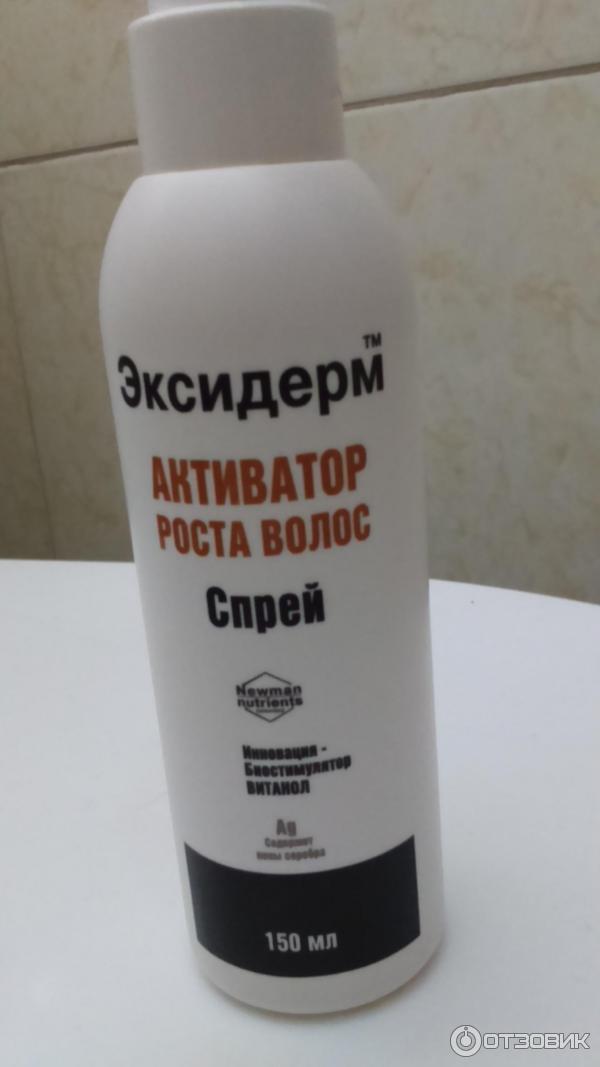 Эксидерм™
АКТИВАТОР
РОСТА ВОЛОС
Спрей
Newman
nutrients
Инновация -
Биостимулятор
ВИТАНОЛ
Ag
Содержит
ионы серебра
150 мл
ОТЗОВИК